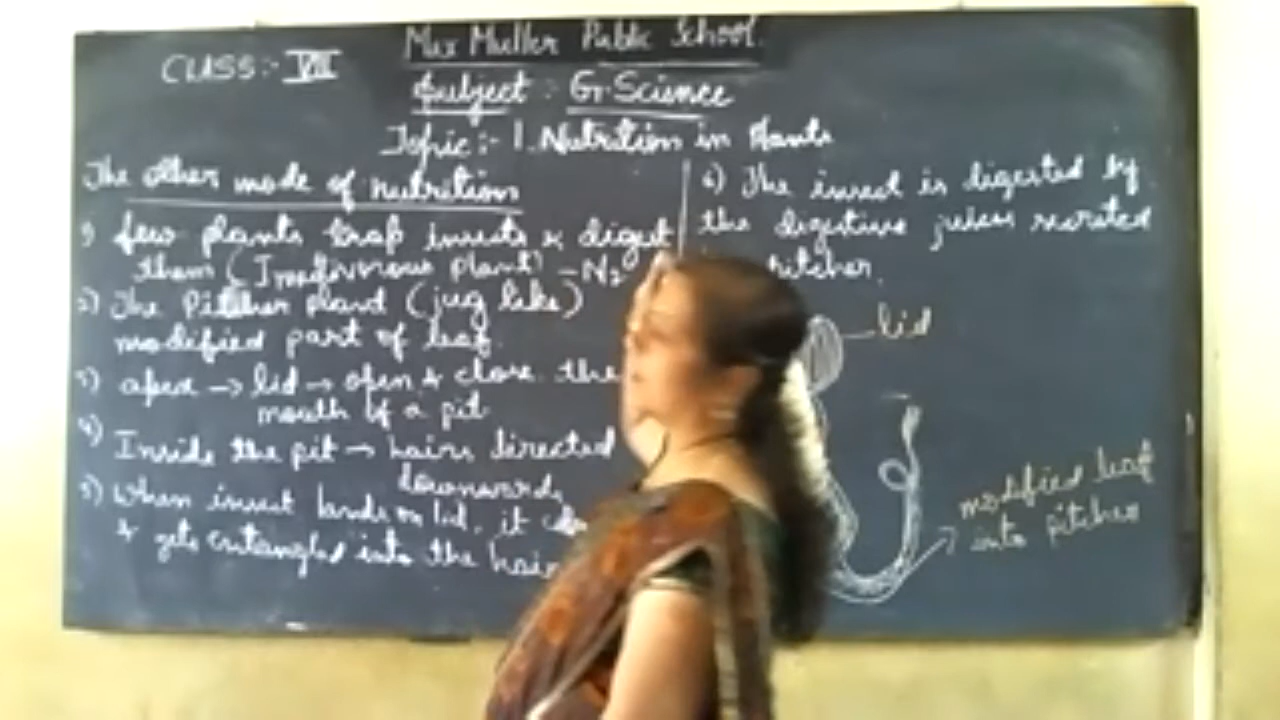 Max Muller Public School.
CLASS:- VII
Subject : G.Science
Topic:- 1. Nutrition in Plants
The other mode of nutrition
1) few plants trap insects & digest
them (Insectivorous plant) - N2
2) The Pitcher Plant (jug like)
modified part of leaf.
3) apex → lid → open & close the
mouth of a pit
4) Inside the pit → hairs directed
downwards
5) When insect lands on lid, it
& gets entangled into the hair
6) The insect is digested by
the digestive juices secreted
pitcher.
lid
modified leaf
into pitcher